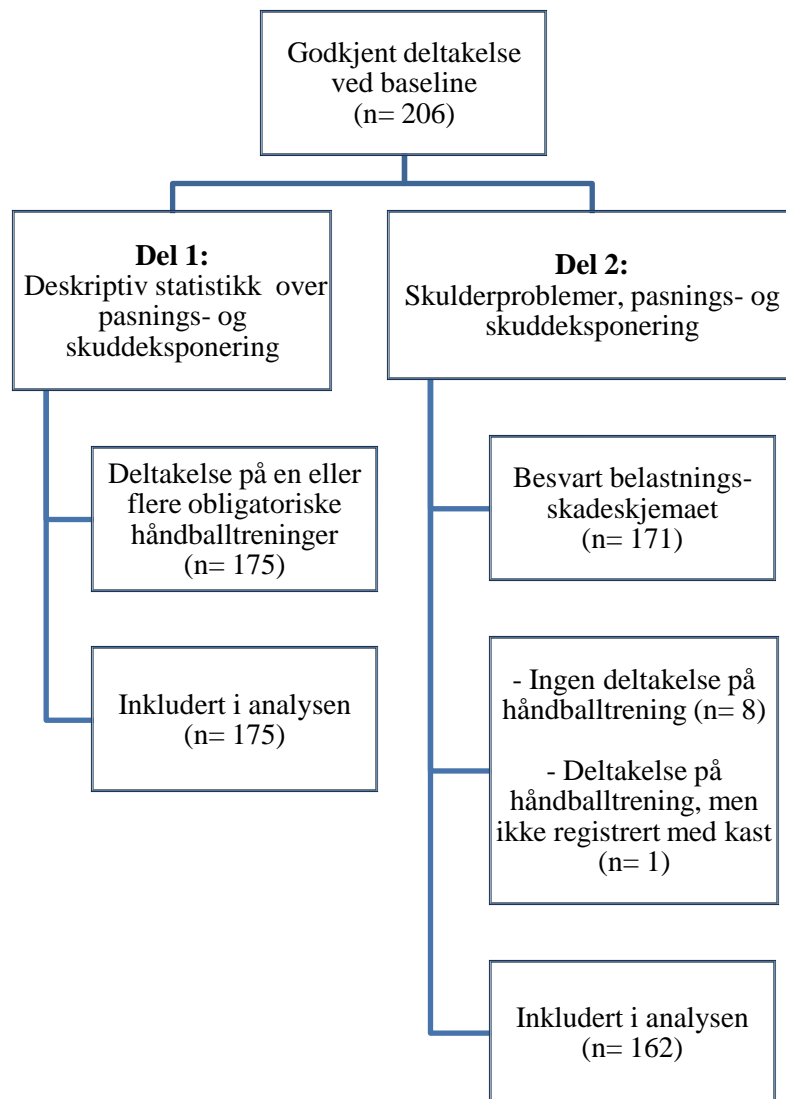 Godkjent deltakelse
ved baseline
(n= 206)
Del 1:
Deskriptiv statistikk over
pasnings- og
skuddeksponering
Deltakelse på en eller
flere obligatoriske
håndballtreninger
(n= 175)
Inkludert i analysen
(n= 175)
Del 2:
Skulderproblemer, pasnings- og
skuddeksponering
Besvart belastnings-
skadeskjemaet
(n= 171)
- Ingen deltakelse på
håndballtrening (n= 8)
- Deltakelse på
håndballtrening, men
ikke registrert med kast
(n= 1)
Inkludert i analysen
(n= 162)